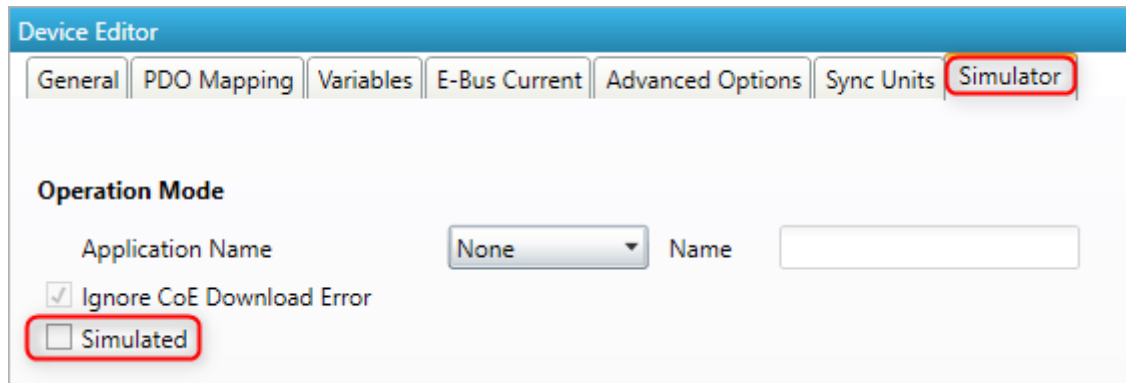 Device Editor
General PDO Mapping Variables E-Bus Current Advanced Options Sync Units Simulator
Operation Mode
Application Name None Name
Ignore CoE Download Error
Simulated